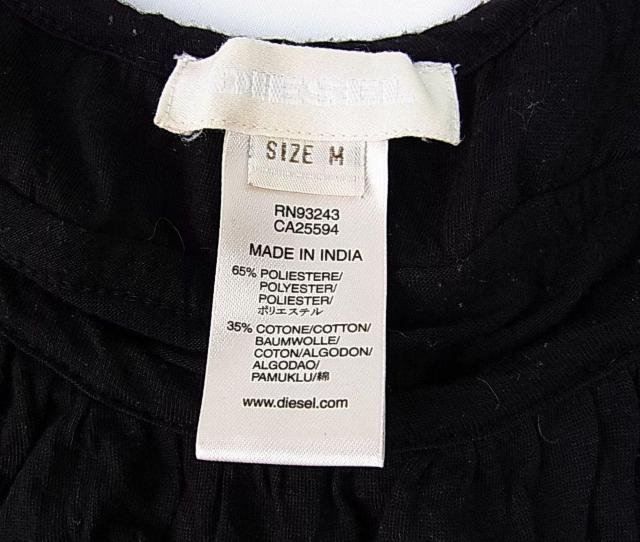 DIESEL
SIZE M
RN93243
CA25594
MADE IN INDIA
65% POLIESTERE/
POLYESTER/
POLIESTER/
ポリエステル
35% COTONE/COTTON/
BAUMWOLLE/
COTON/ALGODON/
ALGODAO/
PAMUKLU/綿
www.diesel.com